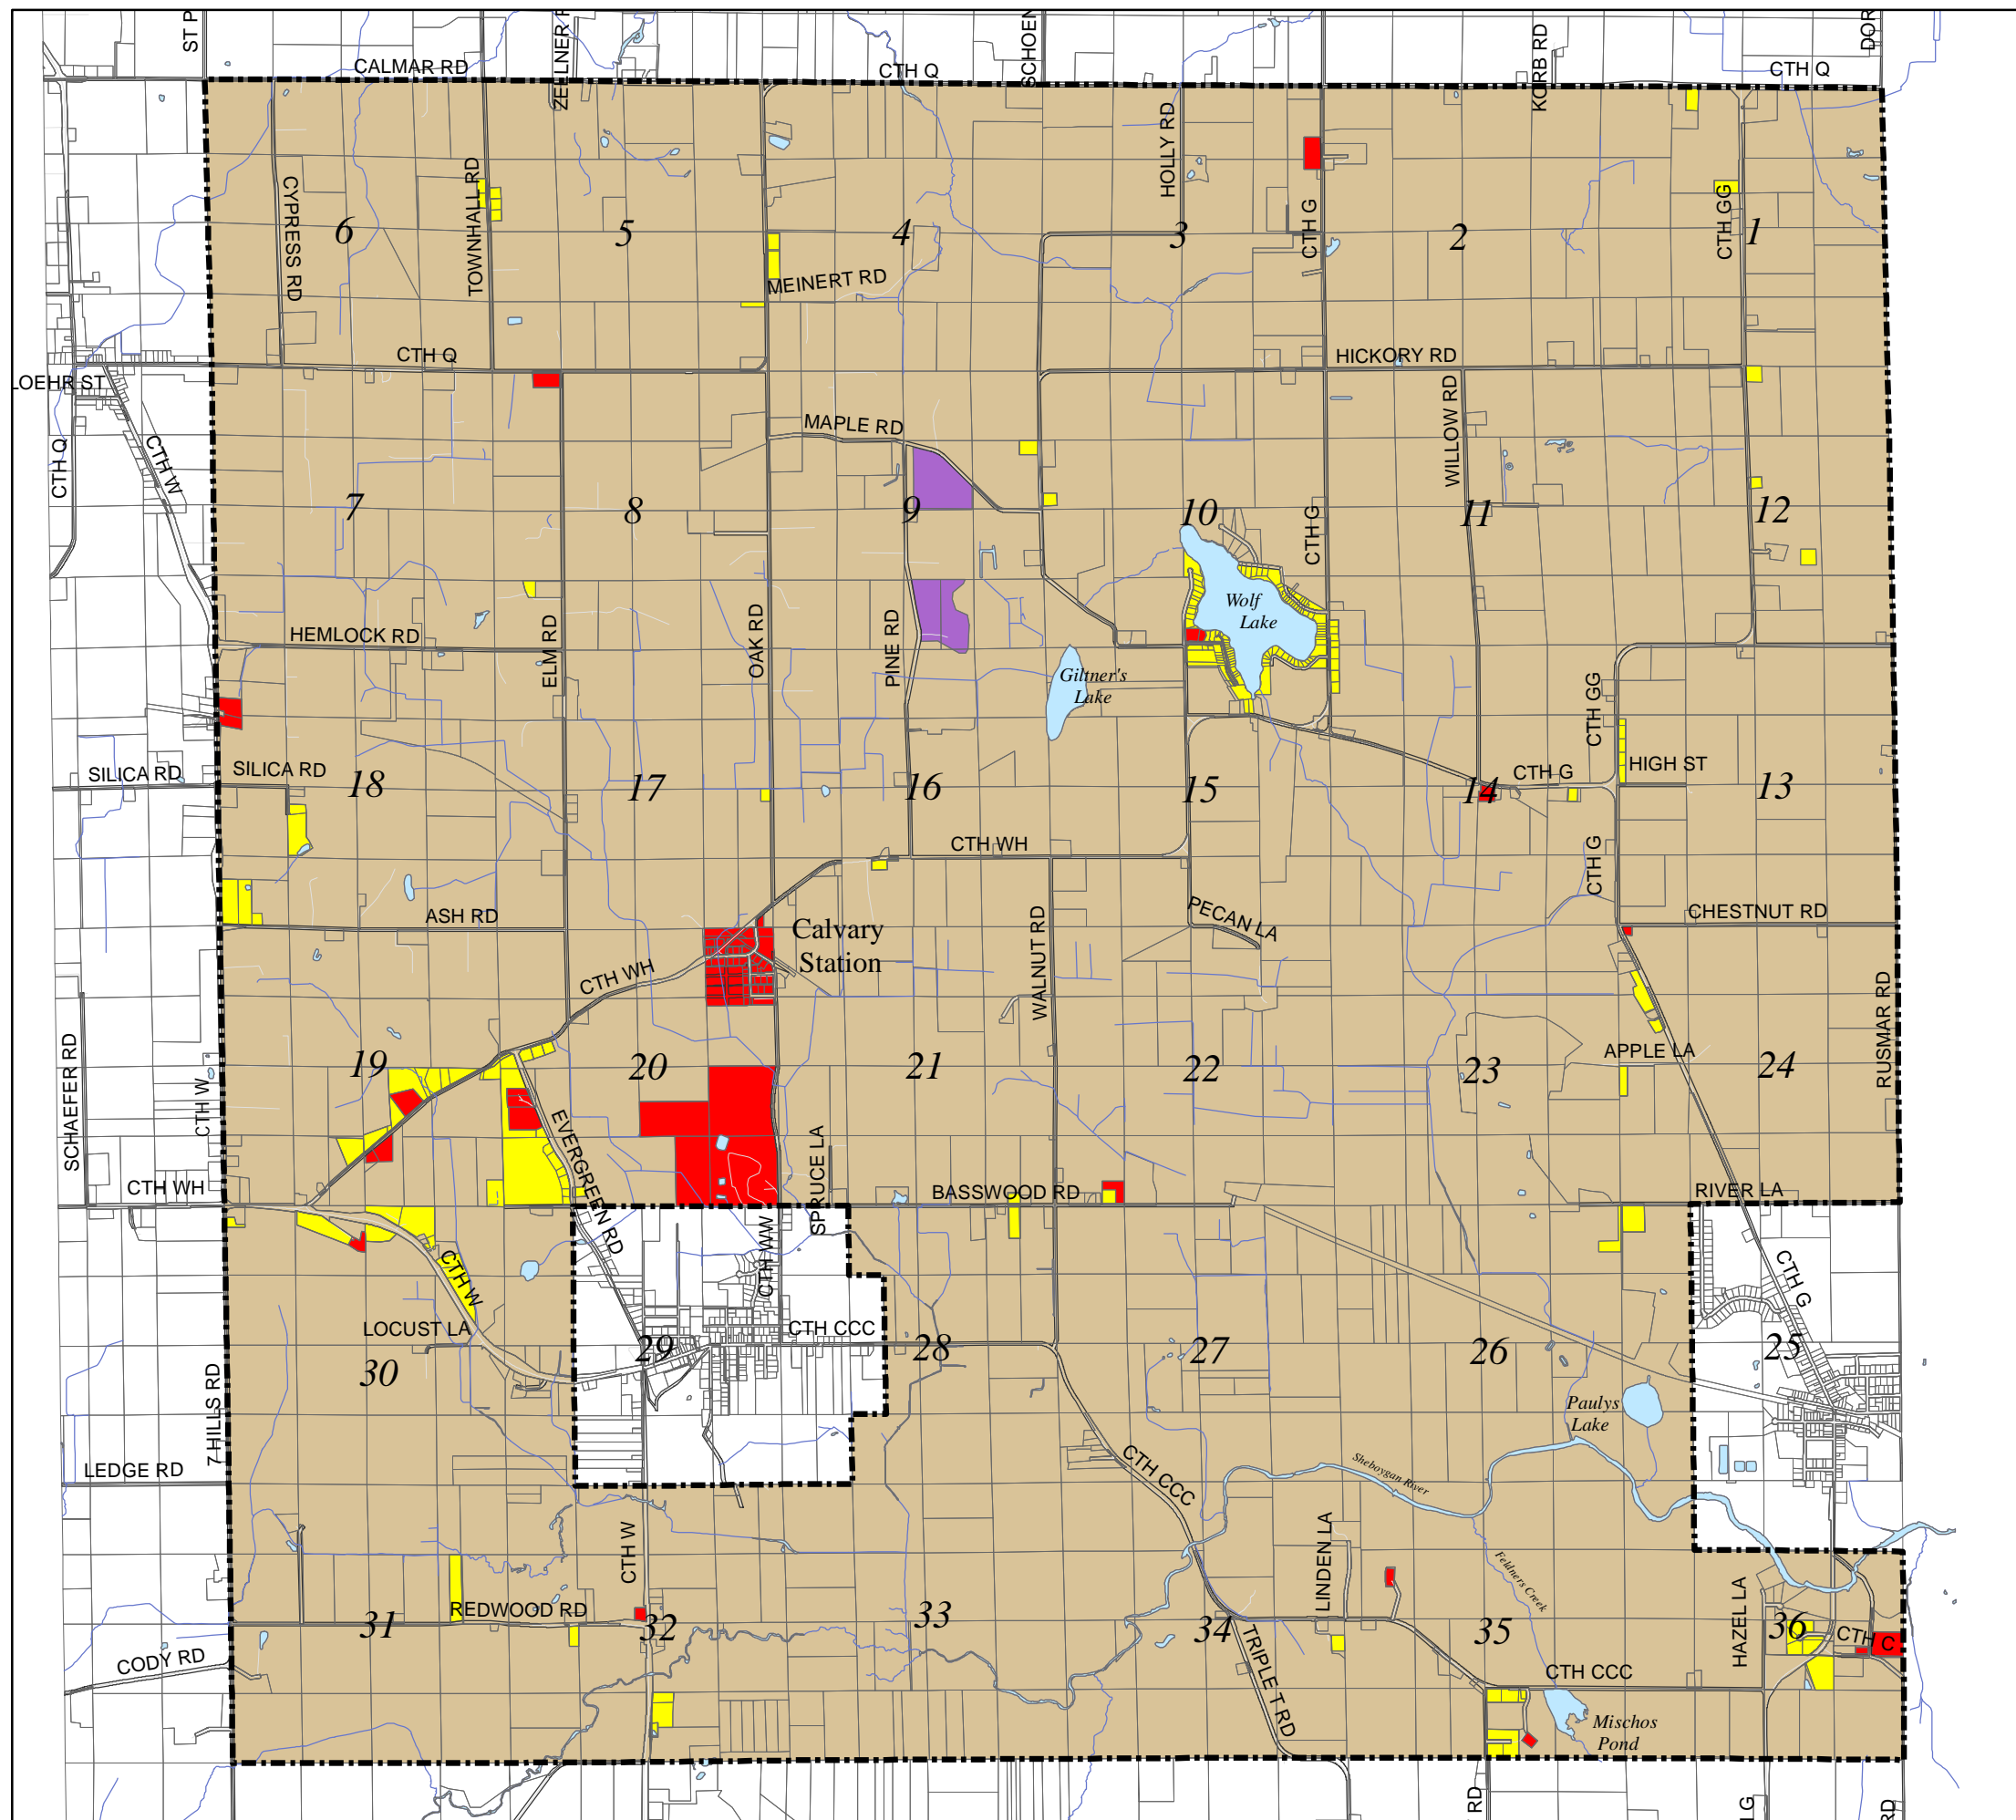 ST P
ZELLNER R
SCHOEN
KORB RD
DOR
CALMAR RD
CTH Q
CTH Q
HOLLY RD
CYPRESS RD
TOWNHALL RD
CTH G
CTH GG
6
5
4
3
2
1
MEINERT RD
CTH Q
HICKORY RD
LOEHR ST
CTH Q
CTH W
MAPLE RD
WILLOW RD
7
8
9
10
11
12
CTH G
HEMLOCK RD
ELM RD
OAK RD
PINE RD
Wolf
Lake
Giltner's
Lake
CTH GG
SILICA RD
SILICA RD
HIGH ST
CTH G
18
17
16
15
14
13
CTH WH
CTH G
ASH RD
Calvary
Station
WALNUT RD
PECAN LA
CHESTNUT RD
CTH WH
RUSMAR RD
SCHAEFER RD
CTH W
19
20
21
22
23
24
APPLE LA
EVERGREEN RD
SPRUCE LA
CTH WH
BASSWOOD RD
RIVER LA
CTH WW
CTH W
CTH G
LOCUST LA
CTH CCC
30
29
28
27
26
25
7 HILLS RD
Paulys
Lake
LEDGE RD
CTH CCC
Sheboygan River
CTH W
LINDEN LA
Feldners Creek
HAZEL LA
REDWOOD RD
31
32
33
34
35
36
CTH C
CODY RD
TRIPLE T RD
CTH CCC
Mischos
Pond
RD
LG
RD